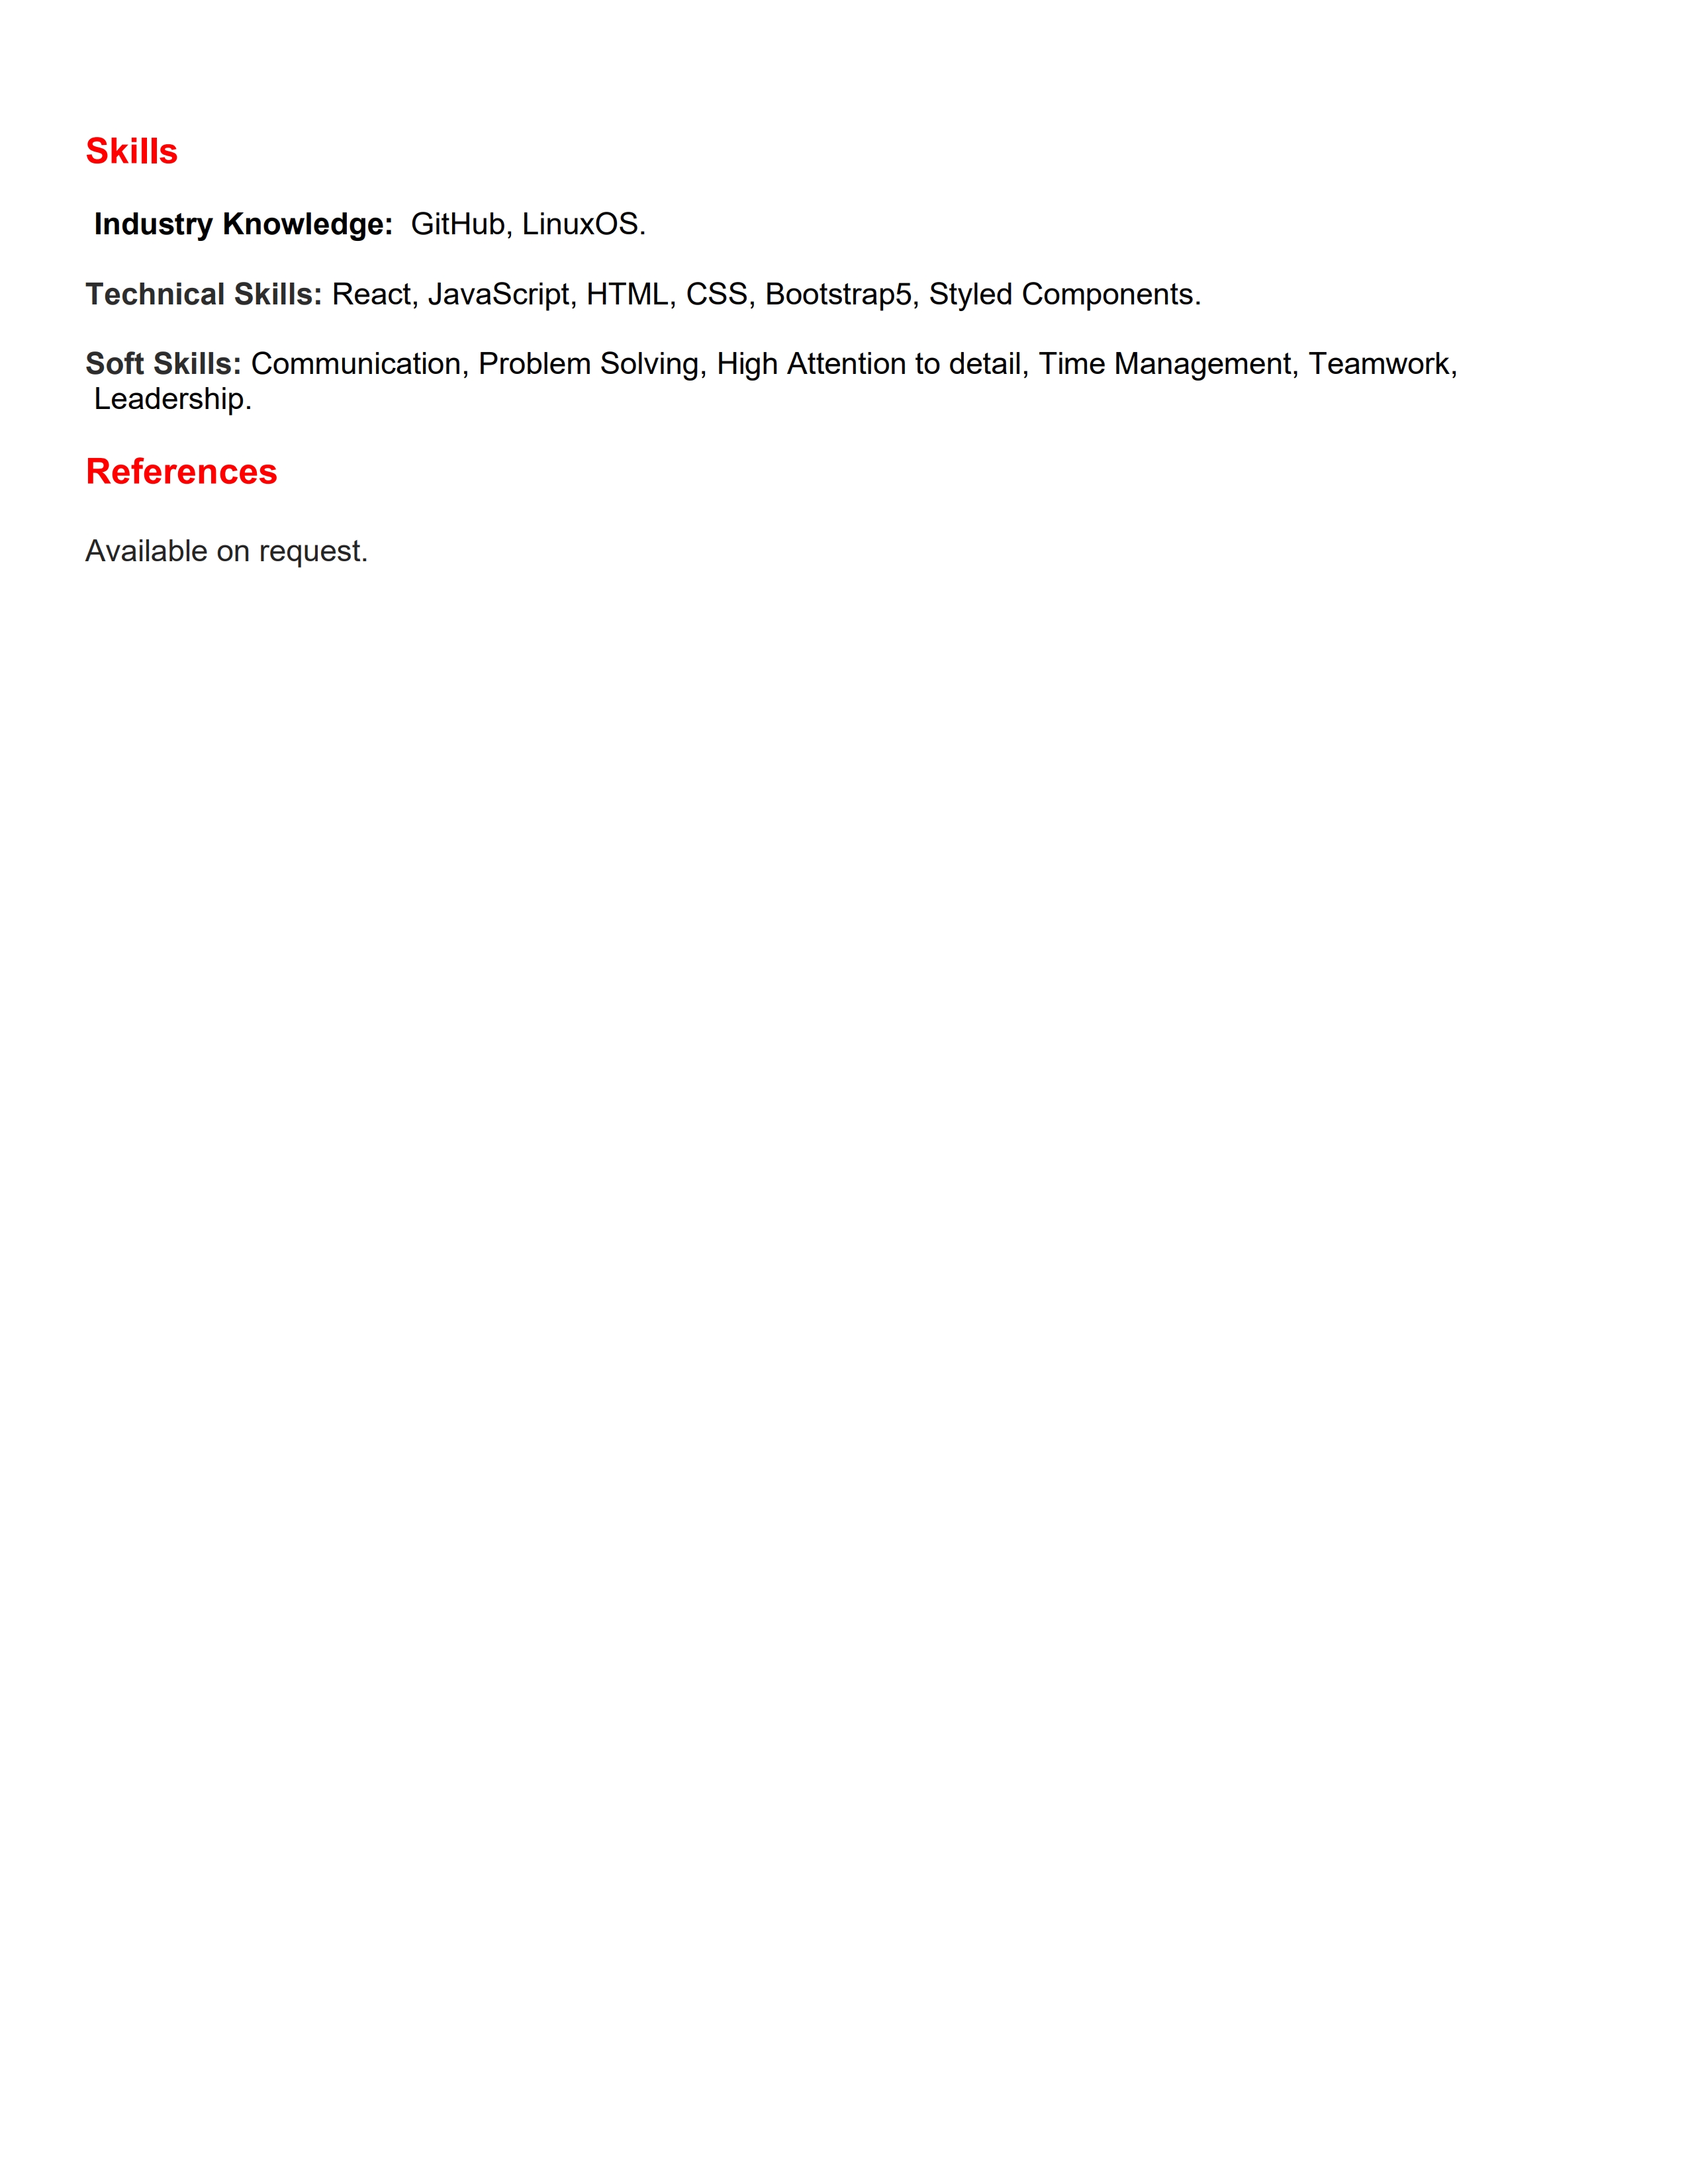 Skills
Industry Knowledge:  GitHub, LinuxOS.
Technical Skills: React, JavaScript, HTML, CSS, Bootstrap5, Styled Components.
Soft Skills: Communication, Problem Solving, High Attention to detail, Time Management, Teamwork,
Leadership.
References
Available on request.